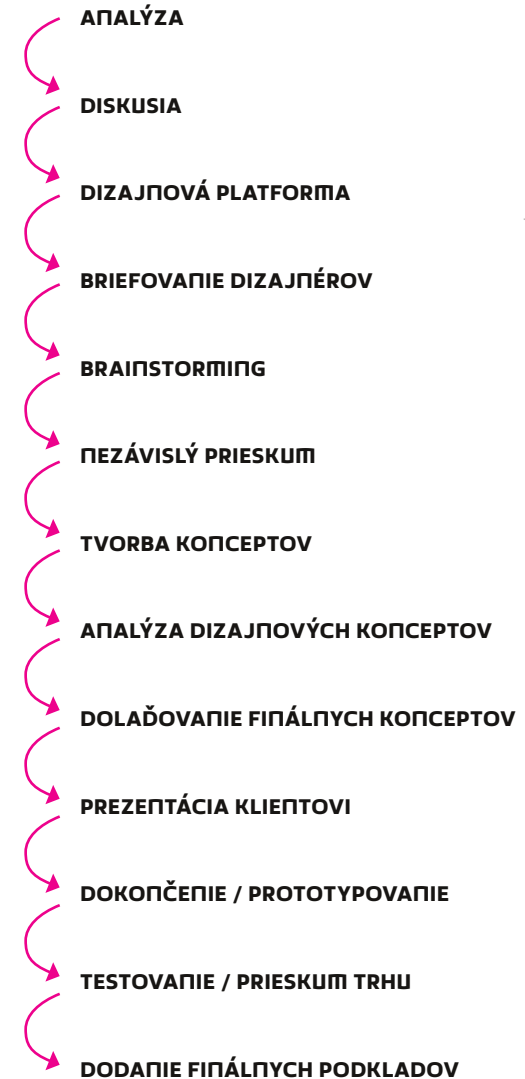 ANALÝZA
DISKUSIA
DIZAJNOVÁ PLATFORMA
BRIEFOVANIE DIZAJNÉROV
BRAINSTORMING
NEZÁVISLÝ PRIESKUM
TVORBA KONCEPTOV
ANALÝZA DIZAJNOVÝCH KONCEPTOV
DOLAĎOVANIE FINÁLNYCH KONCEPTOV
PREZENTÁCIA KLIENTOVI
DOKONČENIE / PROTOTYPOVANIE
TESTOVANIE / PRIESKUM TRHU
DODANIE FINÁLNYCH PODKLADOV